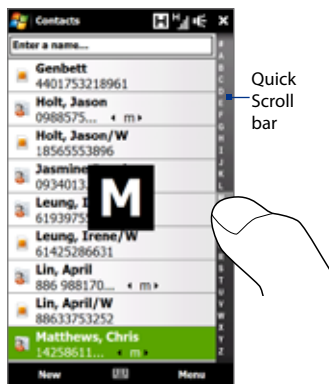 Contacts
Enter a name...
Genbett
4401753218961
Holt, Jason
0988575... m
Holt, Jason/W
18565553896
Jasmine
0934013.
Leung, I
6193975
Leung, Irene/W
61425286631
Lin, April
886 988170... m
Lin, April/W
88633753252
Matthews, Chris
14258611... m
New
Menu
M
Quick
Scroll
bar